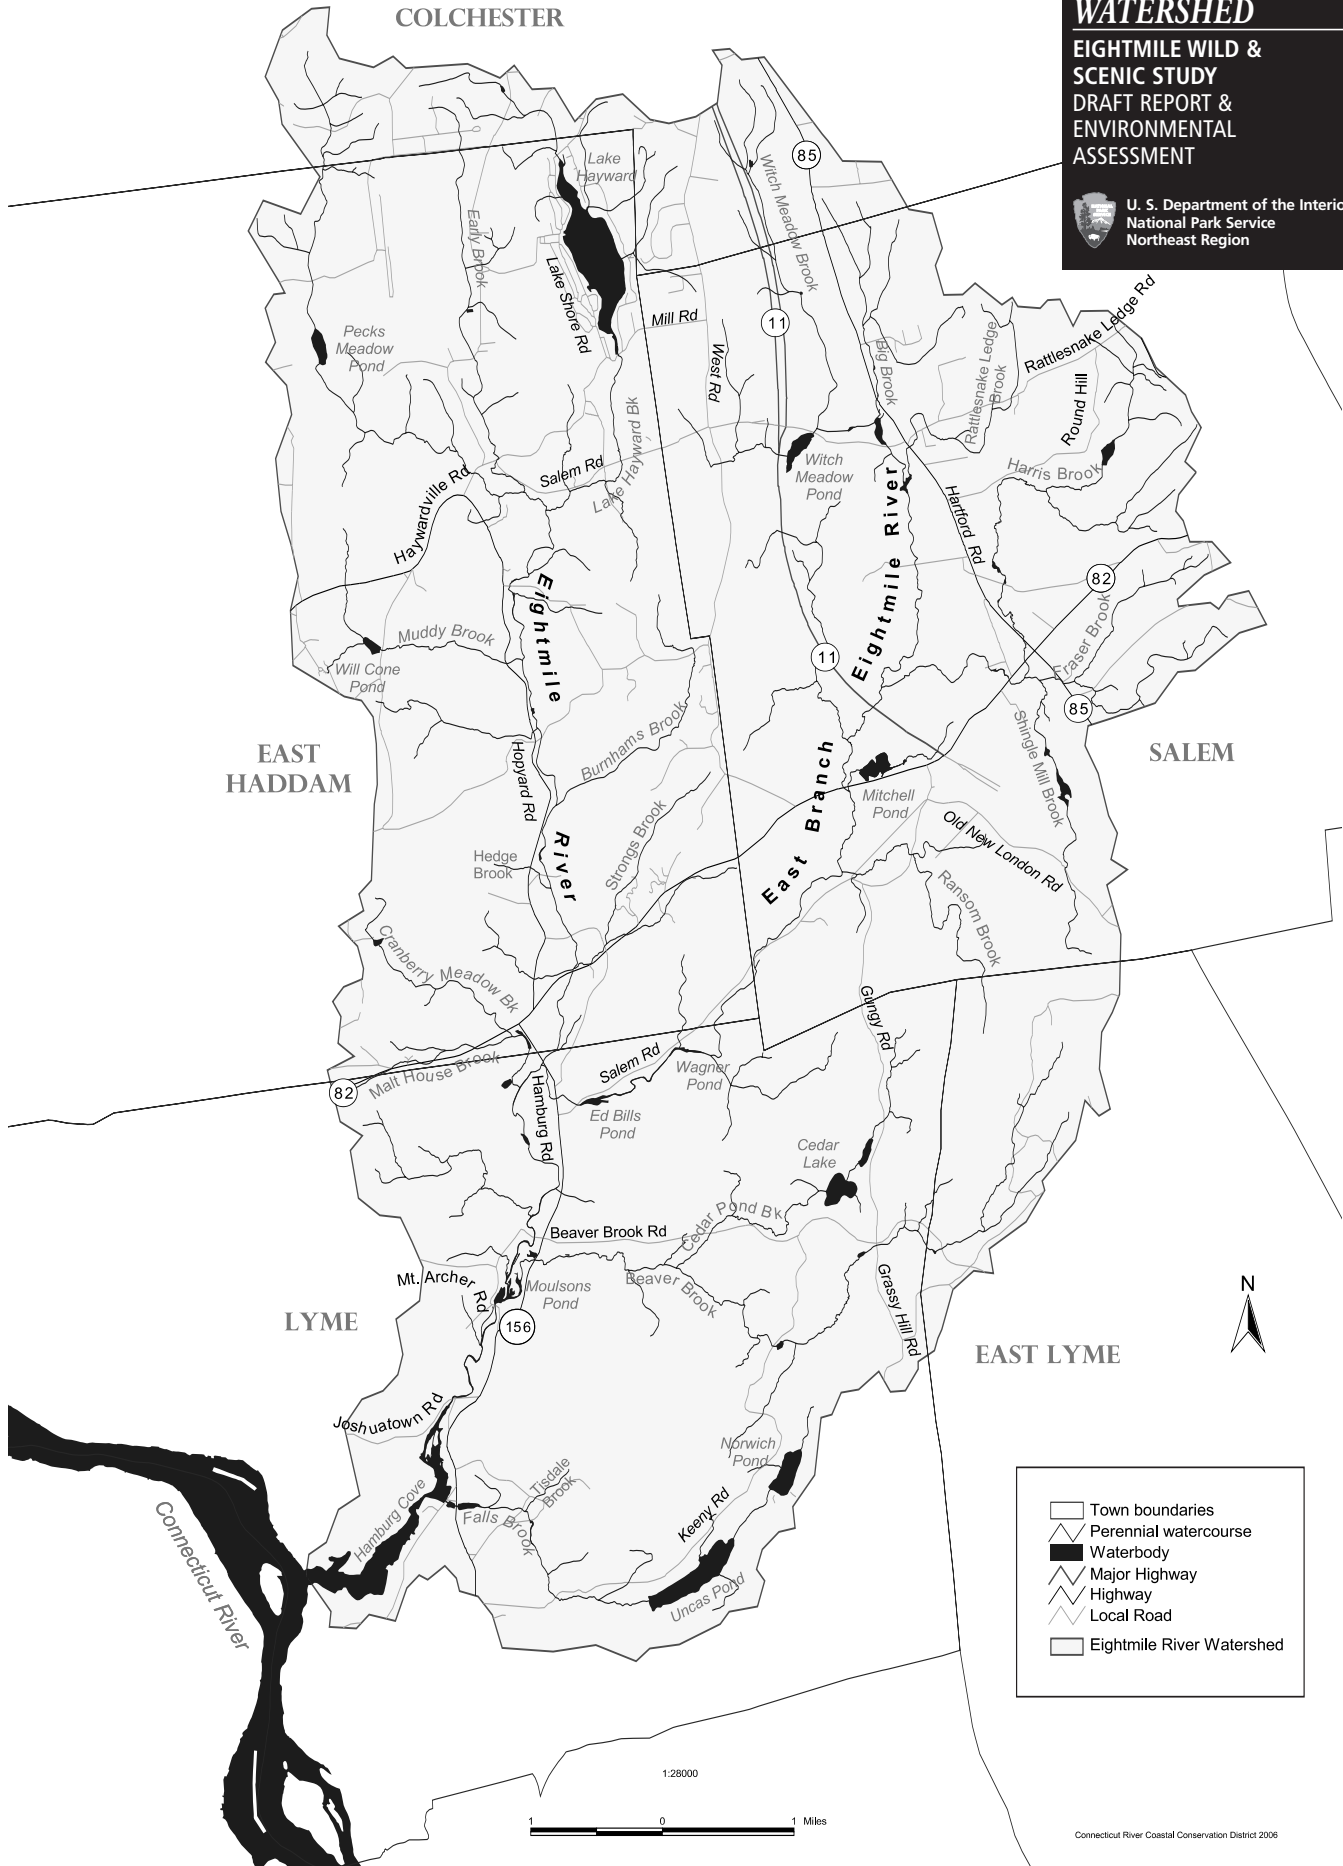 COLCHESTER
WATERSHED
EIGHTMILE WILD &
SCENIC STUDY
DRAFT REPORT &
ENVIRONMENTAL
ASSESSMENT
U. S. Department of the Interio
National Park Service
Northeast Region
85
Lake
Hayward
Witch Meadow Brook
Early Brook
Lake Shore Rd
Mill Rd
11
West Rd
Pecks
Meadow
Pond
Big Brook
Rattlesnake Ledge
Brook
Rattlesnake Ledge Rd
Round Hill
Harris Brook
Lake Hayward Bk
Salem Rd
Haywardville Rd
Witch
Meadow
Pond
Hartford Rd
Eightmile River
82
Fraser Brook
Eightmile
Muddy Brook
Will Cone
Pond
11
85
Shingle Mill Brook
EAST
HADDAM
SALEM
Hopyard Rd
Burnhams Brook
East Branch
Mitchell
Pond
Old New London Rd
Strongs Brook
River
Hedge
Brook
Ransom Brook
Cranberry Meadow Bk
Gungy Rd
Malt House Brook
82
Hamburg Rd
Salem Rd
Wagner
Pond
Ed Bills
Pond
Cedar
Lake
Cedar Pond Bk
Beaver Brook Rd
Beaver Brook
Mt. Archer
Rd
Moulsons
Pond
Grassy Hill Rd
N
LYME
156
EAST LYME
Joshuatown Rd
Norwich
Pond
Tisdale
Brook
Hamburg Cove
Falls Brook
Keeny Rd
Uncas Pond
Connecticut River
Town boundaries
Perennial watercourse
Waterbody
Major Highway
Highway
Local Road
Eightmile River Watershed
1:28000
1 0 1 Miles
Connecticut River Coastal Conservation District 2006